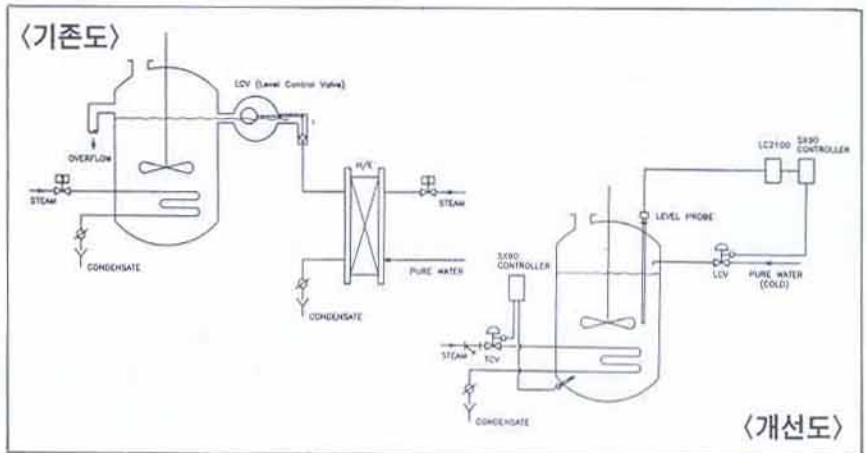 〈기존도〉
LCV (Level Control Valve)
OVERFLOW
STEAM
CONDENSATE
H/E
STEAM
PURE WATER
CONDENSATE
LC2100
SX90
CONTROLLER
LEVEL PROBE
LCV
PURE WATER
(COLD)
SX90
CONTROLLER
STEAM
TCV
CONDENSATE
〈개선도〉